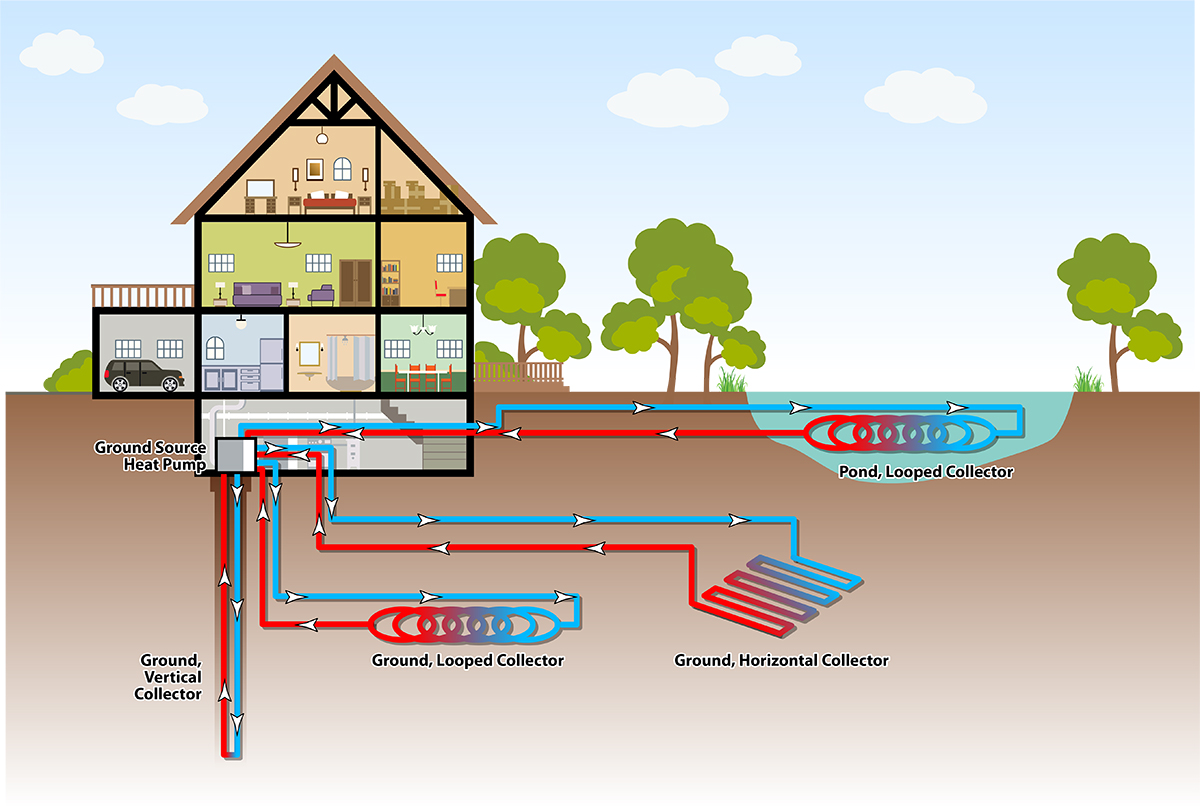 Ground Source
Heat Pump
Pond, Looped Collector
Ground,
Vertical
Collector
Ground, Looped Collector
Ground, Horizontal Collector